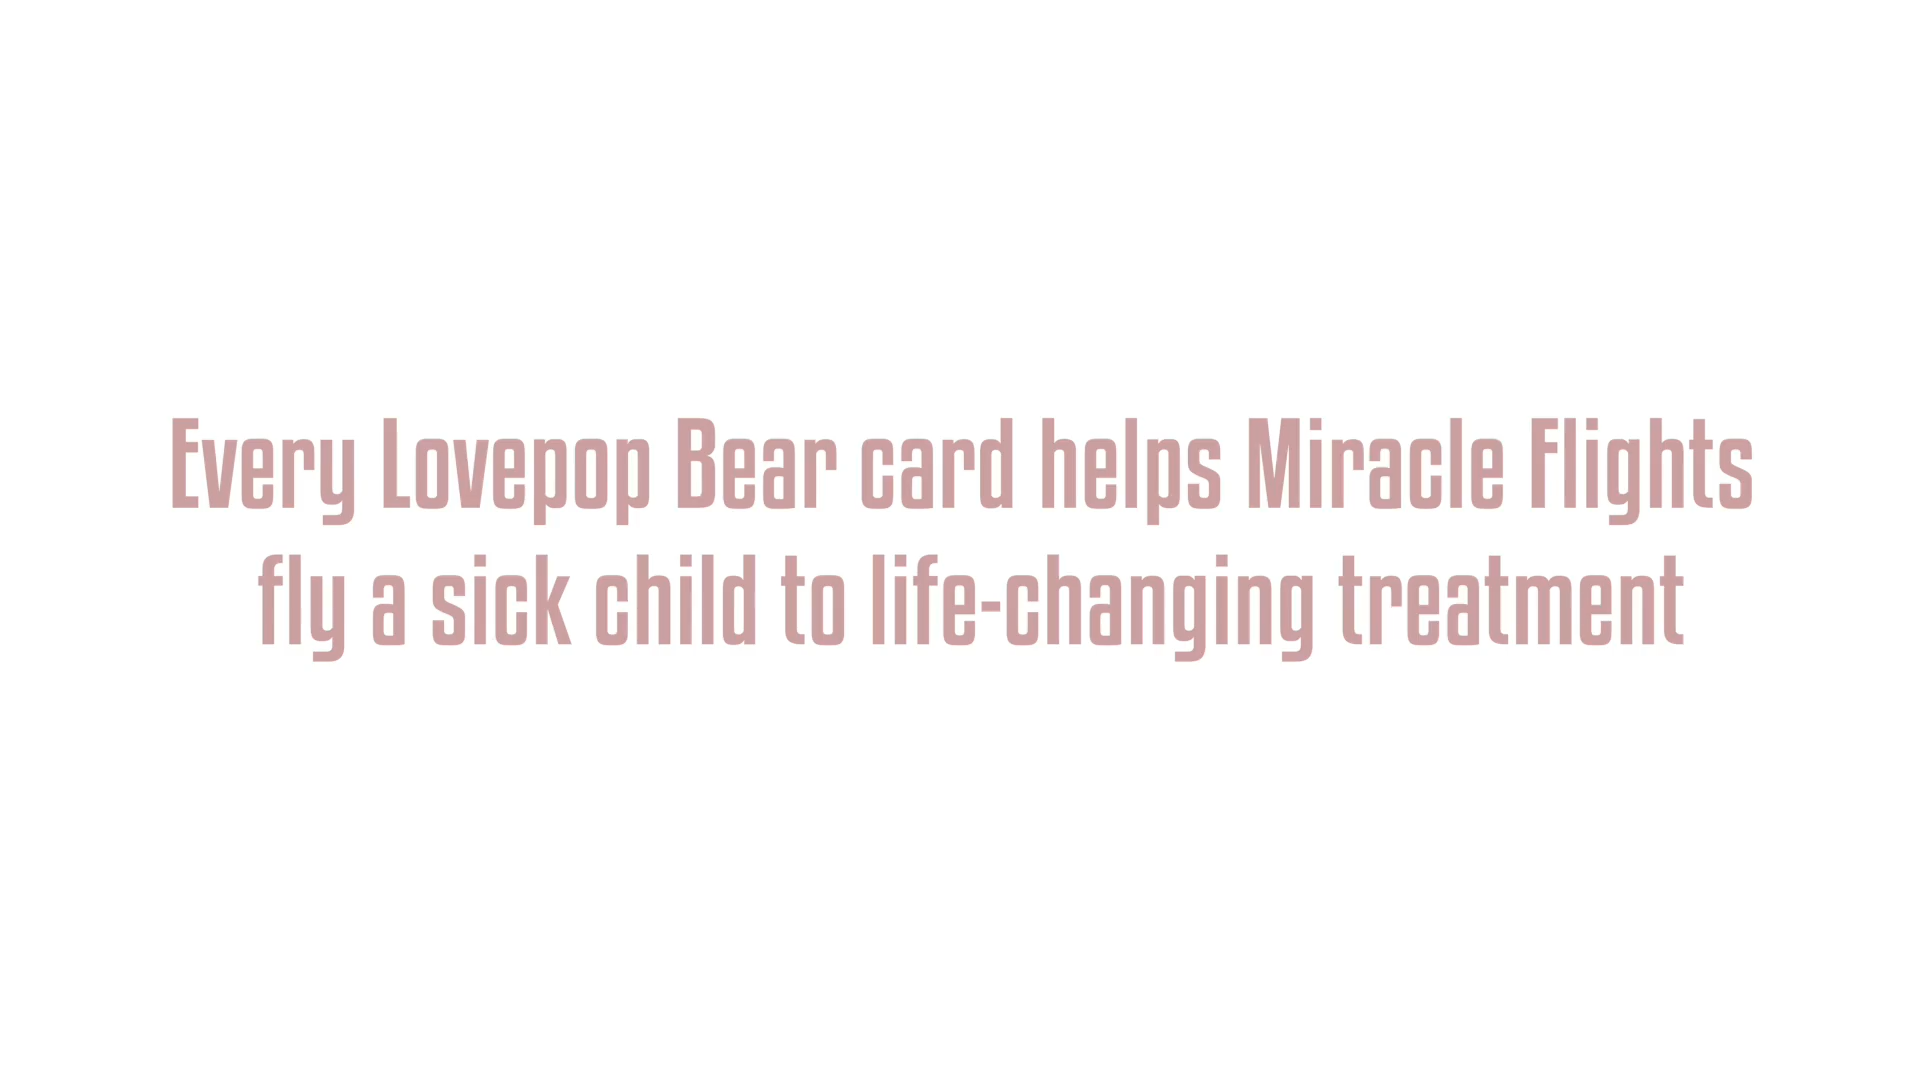 Every Lovepop Bear card helps Miracle Flights
fly a sick child to life-changing treatment